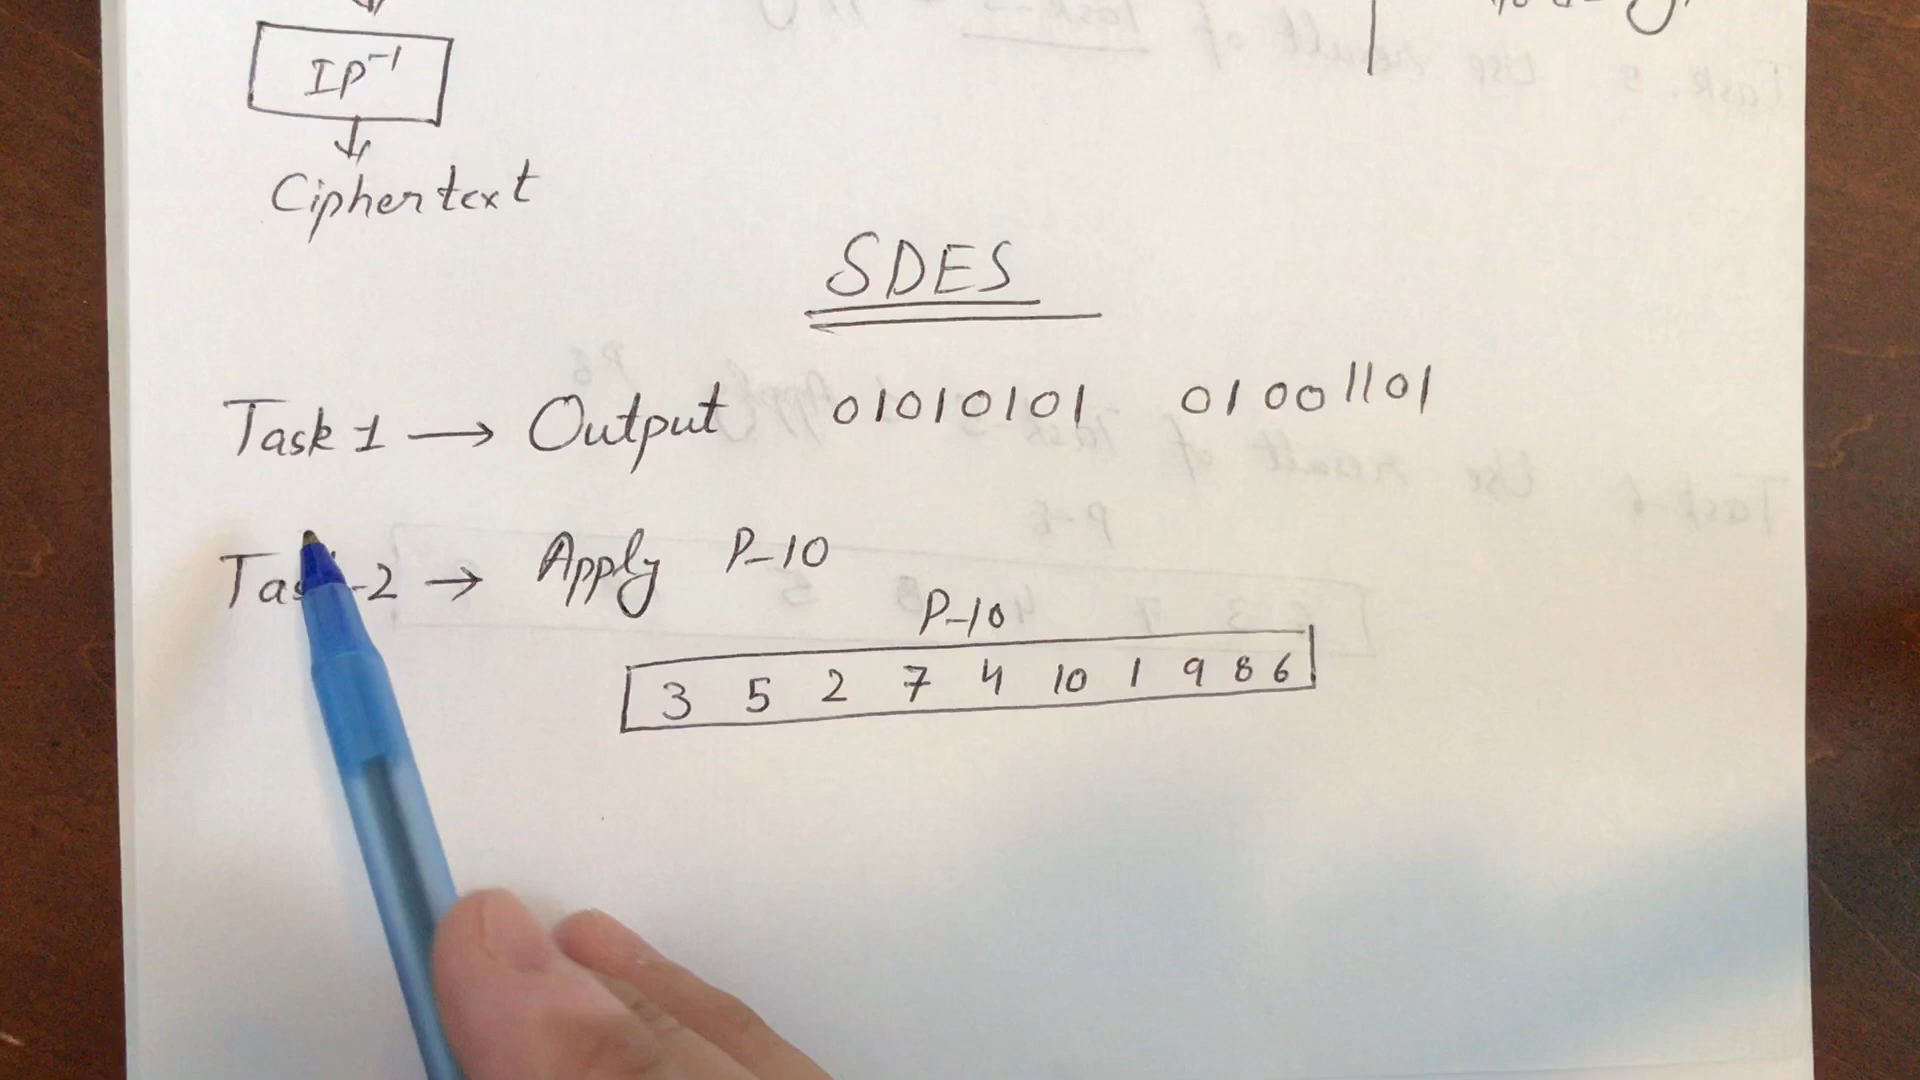 IP⁻¹
Ciphertext
SDES
Task 1 → Output 01010101 01001101
Task-2 → Apply P-10
P-10
3 5 2 7 4 10 1 9 8 6